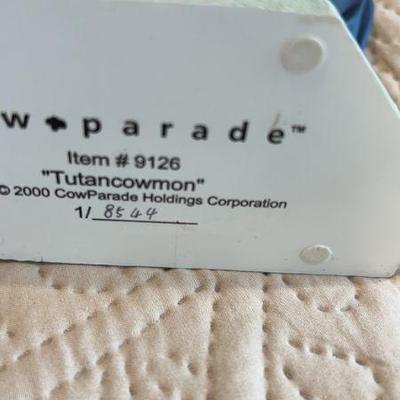 w parade™
Item # 9126
"Tutancowmon"
© 2000 CowParade Holdings Corporation
1/ 8544